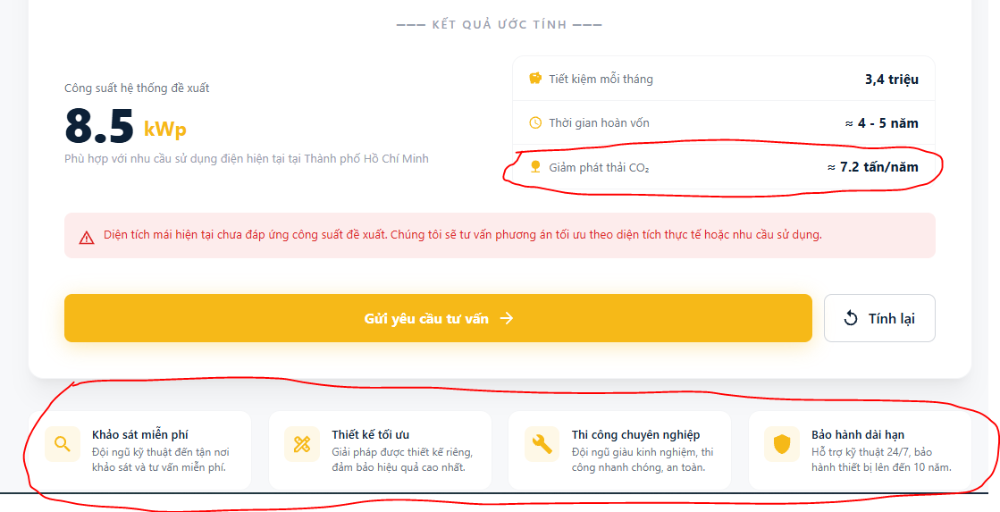 ——— KẾT QUẢ ƯỚC TÍNH ———
Công suất hệ thống đề xuất
8.5 kWp
Phù hợp với nhu cầu sử dụng điện hiện tại tại Thành phố Hồ Chí Minh
Tiết kiệm mỗi tháng 3,4 triệu
Thời gian hoàn vốn ≈ 4 - 5 năm
Giảm phát thải CO₂ ≈ 7.2 tấn/năm
Diện tích mái hiện tại chưa đáp ứng công suất đề xuất. Chúng tôi sẽ tư vấn phương án tối ưu theo diện tích thực tế hoặc nhu cầu sử dụng.
Gửi yêu cầu tư vấn →
Tính lại
Khảo sát miễn phí
Đội ngũ kỹ thuật đến tận nơi
khảo sát và tư vấn miễn phí.
Thiết kế tối ưu
Giải pháp được thiết kế riêng,
đảm bảo hiệu quả cao nhất.
Thi công chuyên nghiệp
Đội ngũ giàu kinh nghiệm, thi
công nhanh chóng, an toàn.
Bảo hành dài hạn
Hỗ trợ kỹ thuật 24/7, bảo
hành thiết bị lên đến 10 năm.